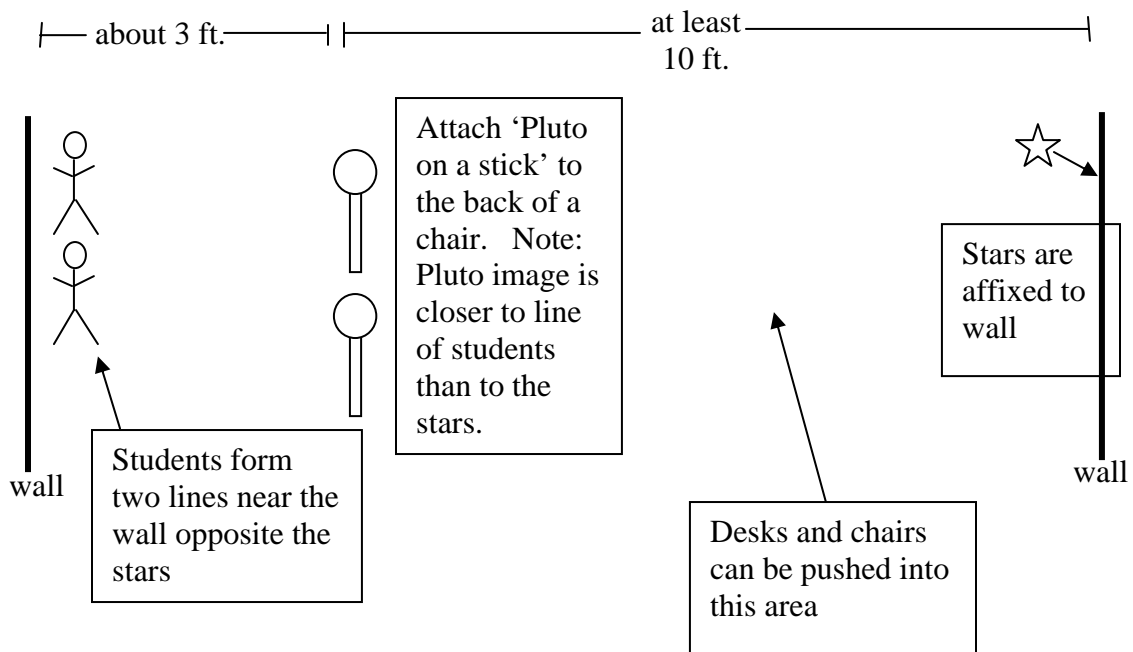 about 3 ft.
at least
10 ft.
Attach ‘Pluto
on a stick’ to
the back of a
chair.   Note:
Pluto image is
closer to line
of students
than to the
stars.
Stars are
affixed to
wall
wall
Students form
two lines near the
wall opposite the
stars
wall
Desks and chairs
can be pushed into
this area